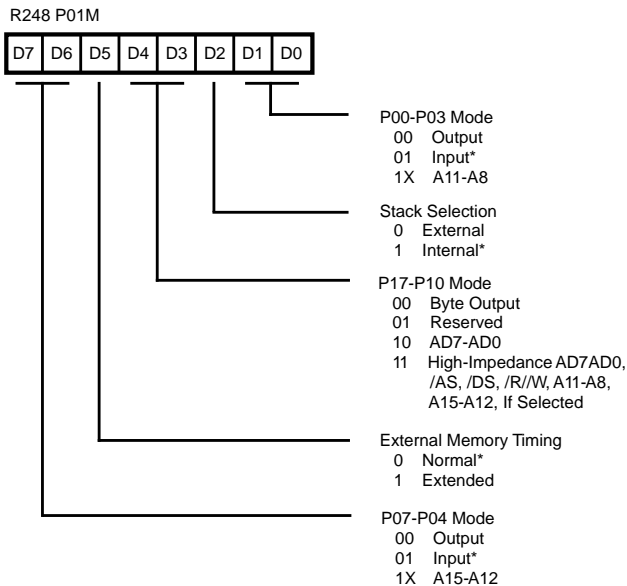 R248 P01M
D7 D6 D5 D4 D3 D2 D1 D0
P00-P03 Mode
00 Output
01 Input*
1X A11-A8
Stack Selection
0 External
1 Internal*
P17-P10 Mode
00 Byte Output
01 Reserved
10 AD7-AD0
11 High-Impedance AD7AD0,
/AS, /DS, /R//W, A11-A8,
A15-A12, If Selected
External Memory Timing
0 Normal*
1 Extended
P07-P04 Mode
00 Output
01 Input*
1X A15-A12